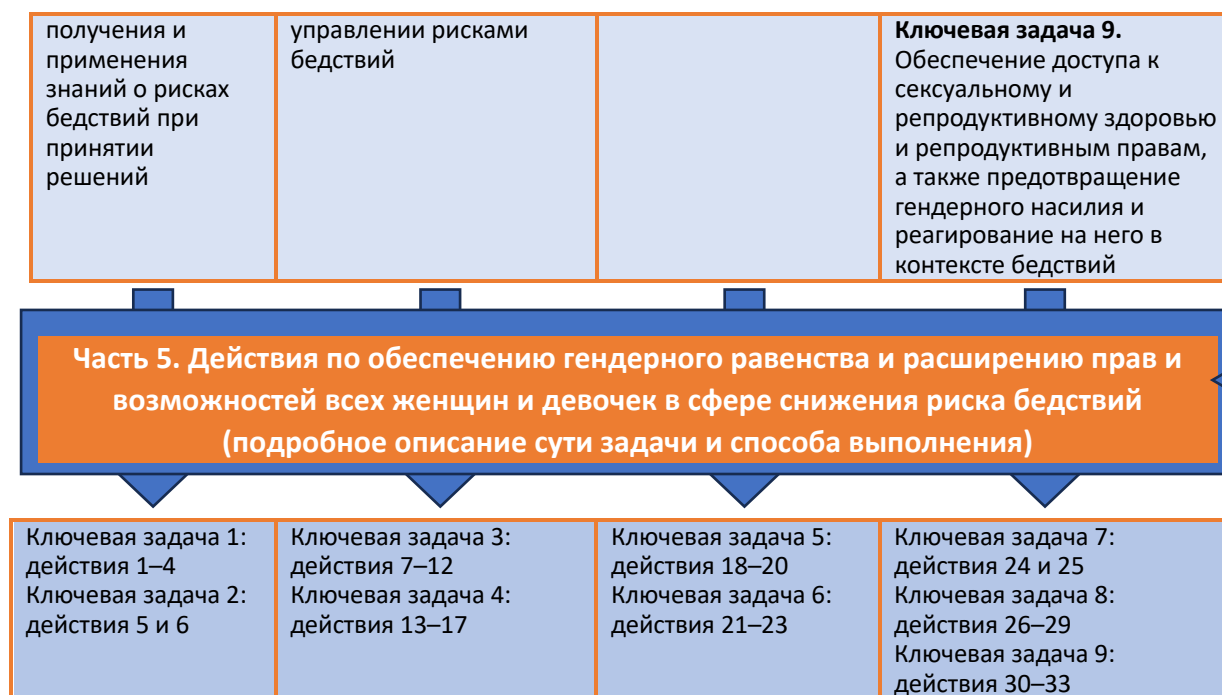 получения и
применения
знаний о рисках
бедствий при
принятии
решений
управлении рисками
бедствий
Ключевая задача 9.
Обеспечение доступа к
сексуальному и
репродуктивному здоровью
и репродуктивным правам,
а также предотвращение
гендерного насилия и
реагирование на него в
контексте бедствий
Часть 5. Действия по обеспечению гендерного равенства и расширению прав и
возможностей всех женщин и девочек в сфере снижения риска бедствий
(подробное описание сути задачи и способа выполнения)
Ключевая задача 1:
действия 1–4
Ключевая задача 2:
действия 5 и 6
Ключевая задача 3:
действия 7–12
Ключевая задача 4:
действия 13–17
Ключевая задача 5:
действия 18–20
Ключевая задача 6:
действия 21–23
Ключевая задача 7:
действия 24 и 25
Ключевая задача 8:
действия 26–29
Ключевая задача 9:
действия 30–33